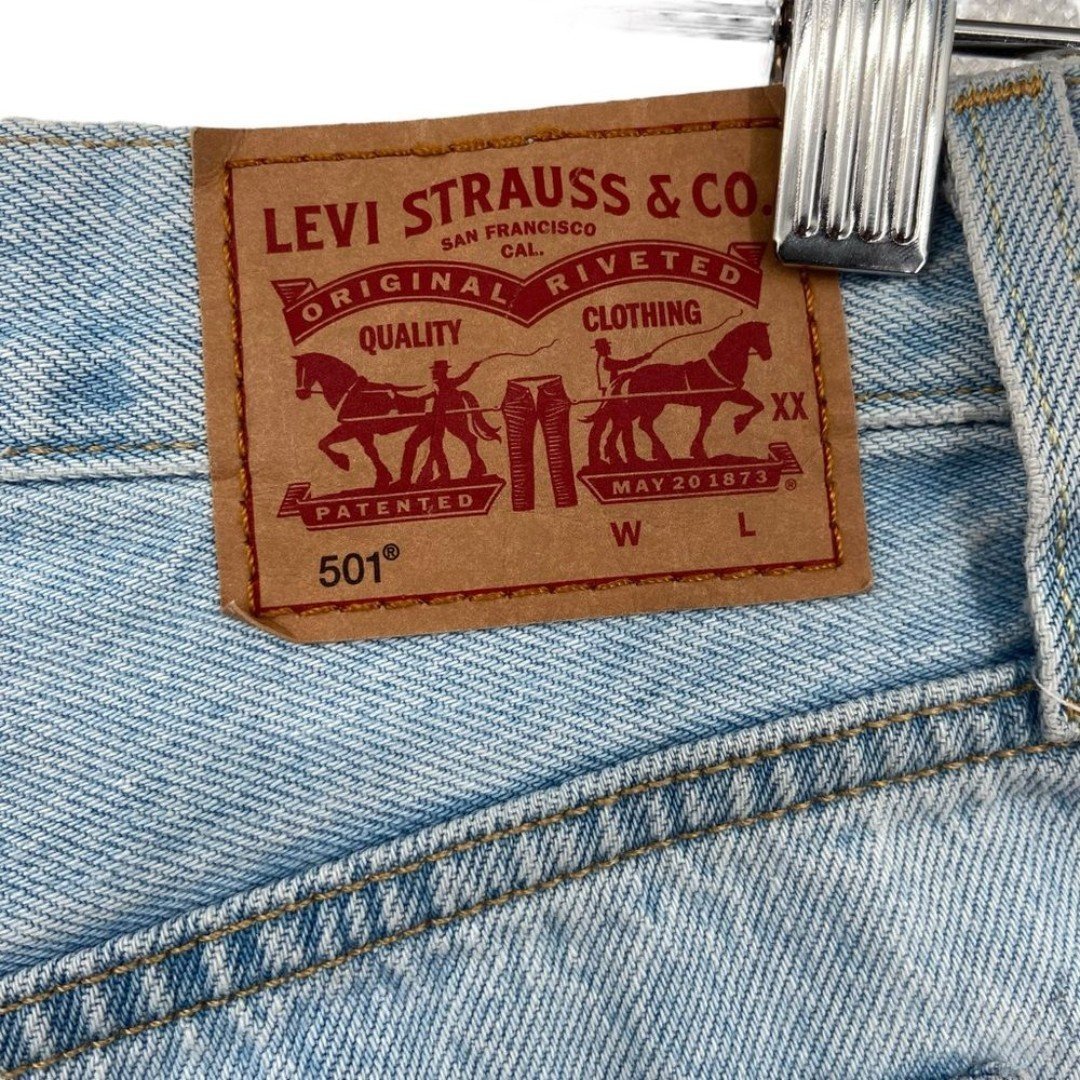 LEVI STRAUSS & CO.
SAN FRANCISCO
CAL.
ORIGINAL RIVETED
QUALITY CLOTHING
XX
PATENTED MAY 20 1873 ®
W L
501®